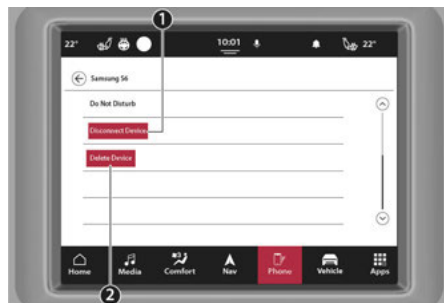 1
22° 10:01 22°
Samsung S6
Do Not Disturb
Disconnect Device
Delete Device
Home Media Comfort Nav Phone Vehicle Apps
2